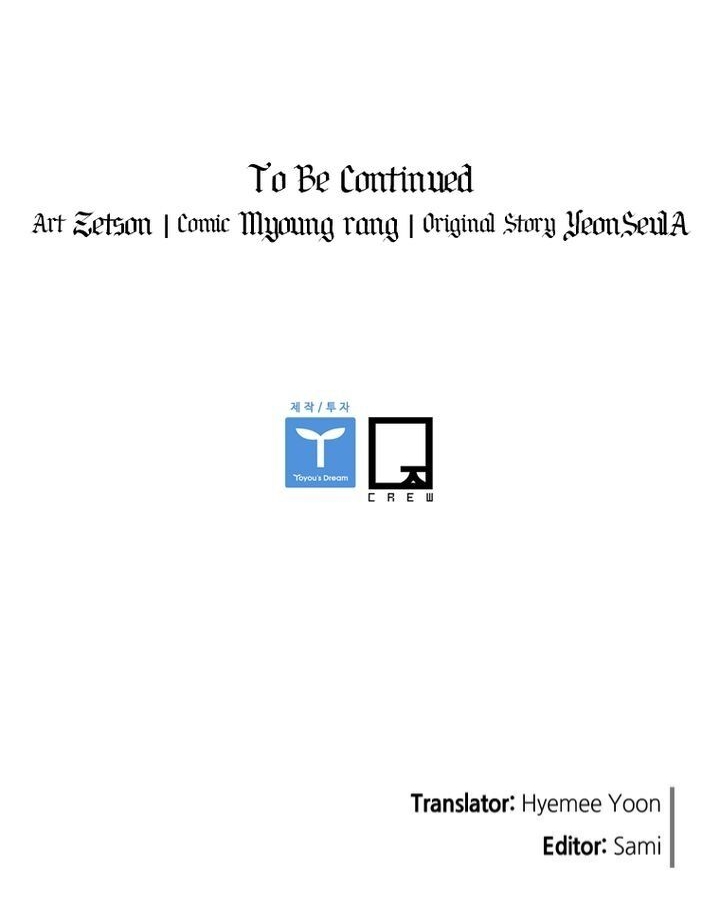 To Be Continued
Art Zetson | Comic Myoung rang | Original Story YeonSeulA
제작/투자
Yoyou's Dream
CREW
Translator: Hyemee Yoon
Editor: Sami